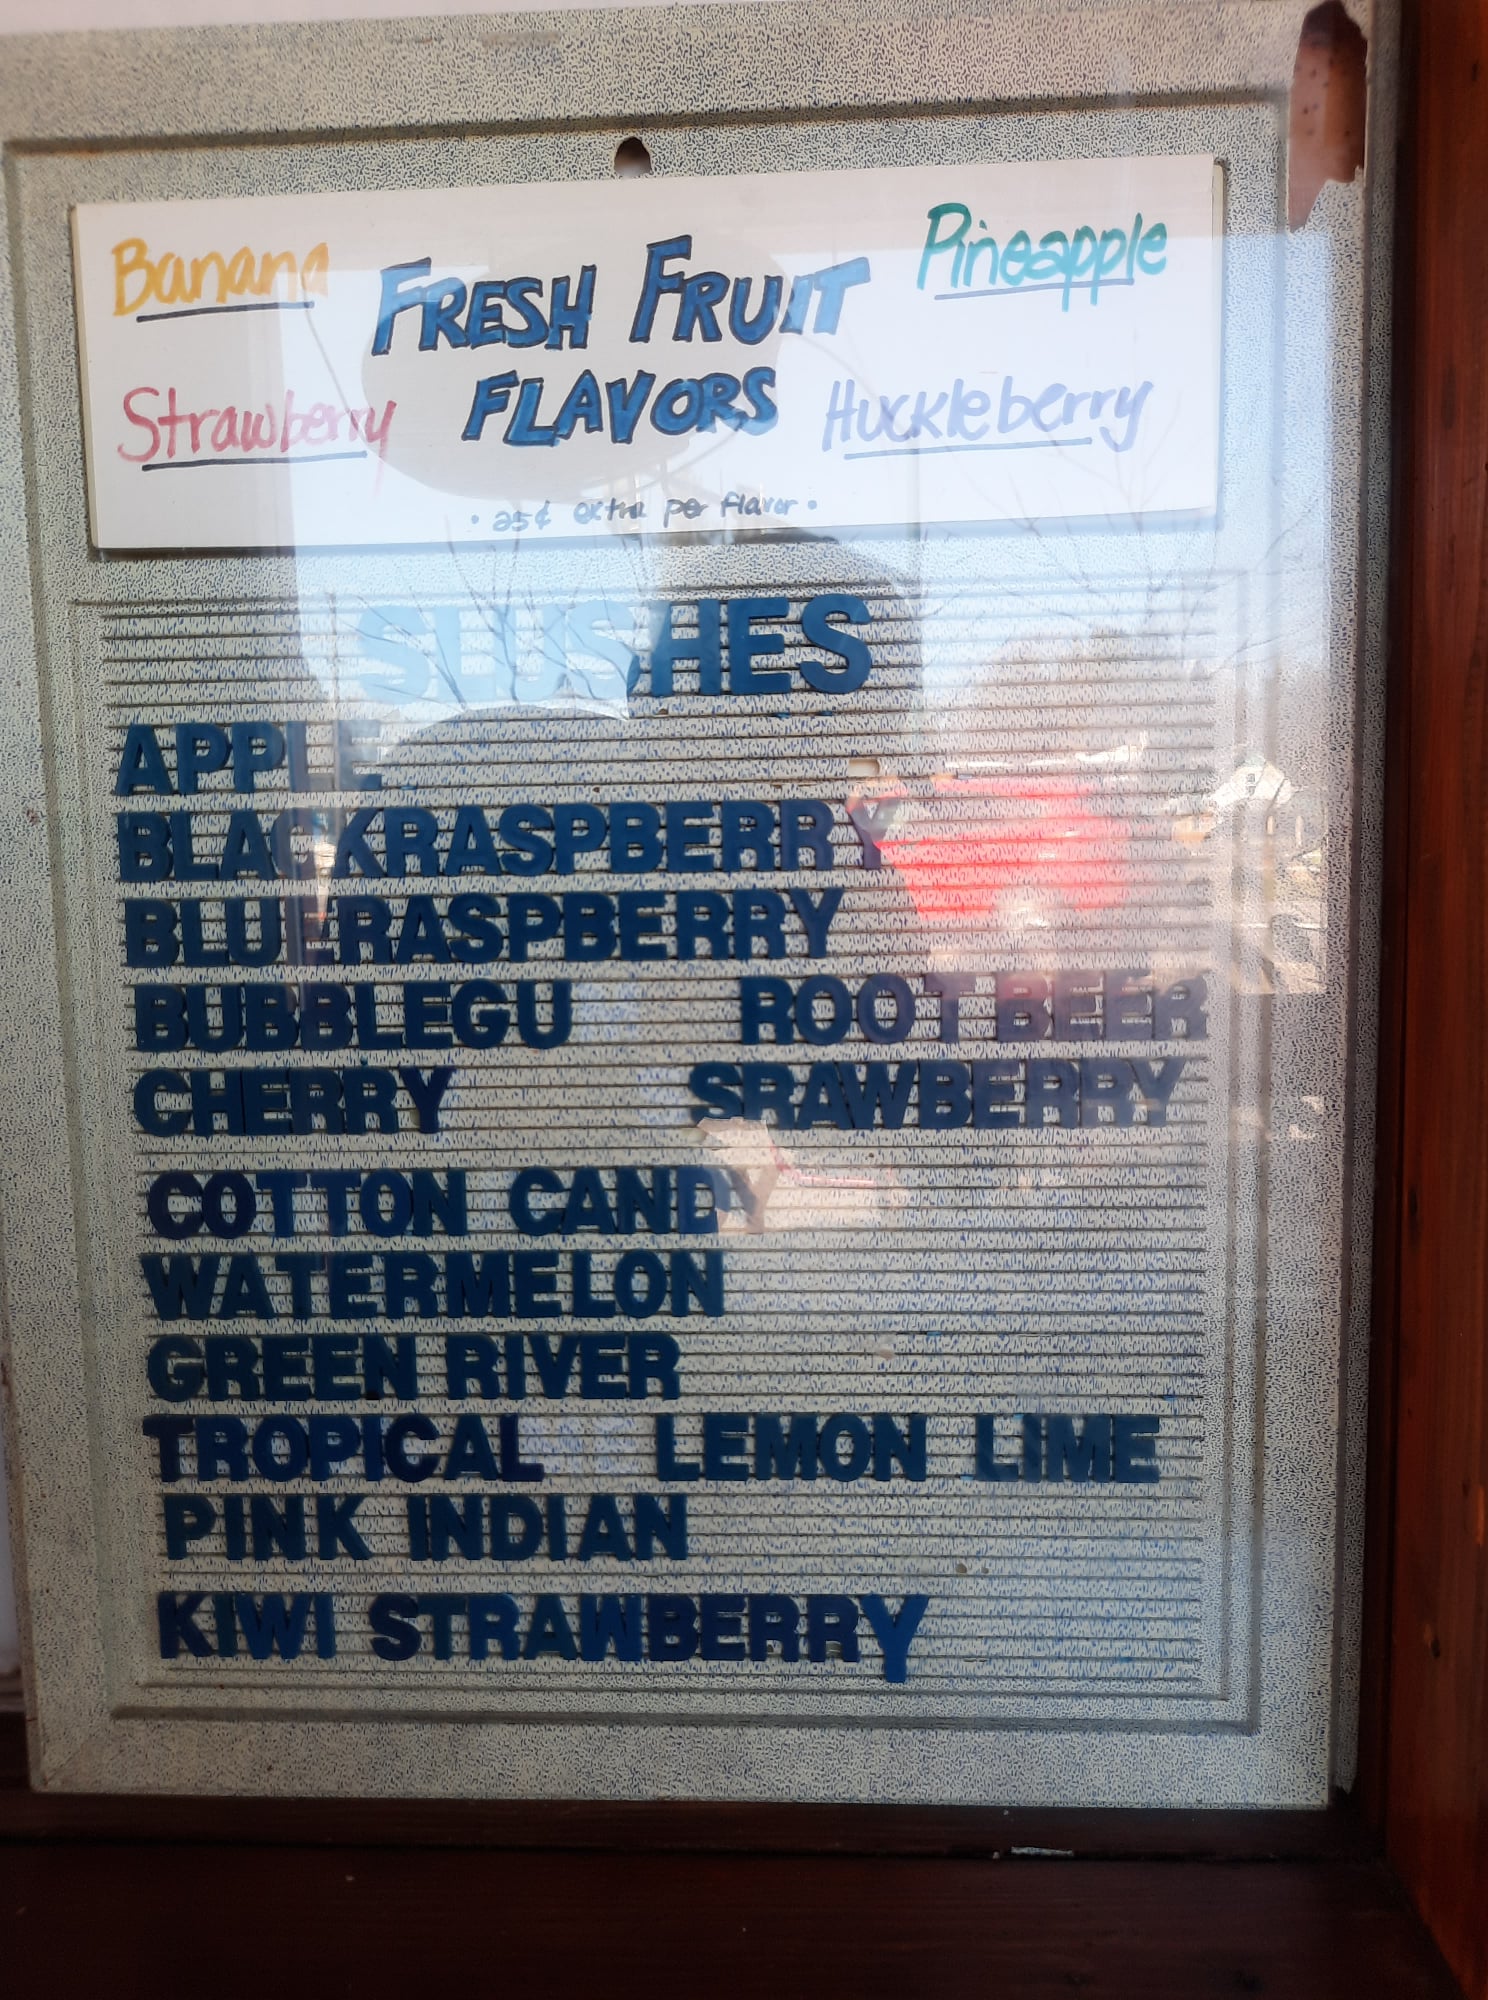 Banana
FRESH FRUIT
Pineapple
Strawberry
FLAVORS
Huckleberry
• 25¢ extra per flavor •
SLUSHES
APPLE
BLACKRASPBERRY
BLUERASPBERRY
BUBBLEGU ROOT BEER
CHERRY SRAWBERRY
COTTON CANDY
WATERMELON
GREEN RIVER
TROPICAL LEMON LIME
PINK INDIAN
KIWI STRAWBERRY